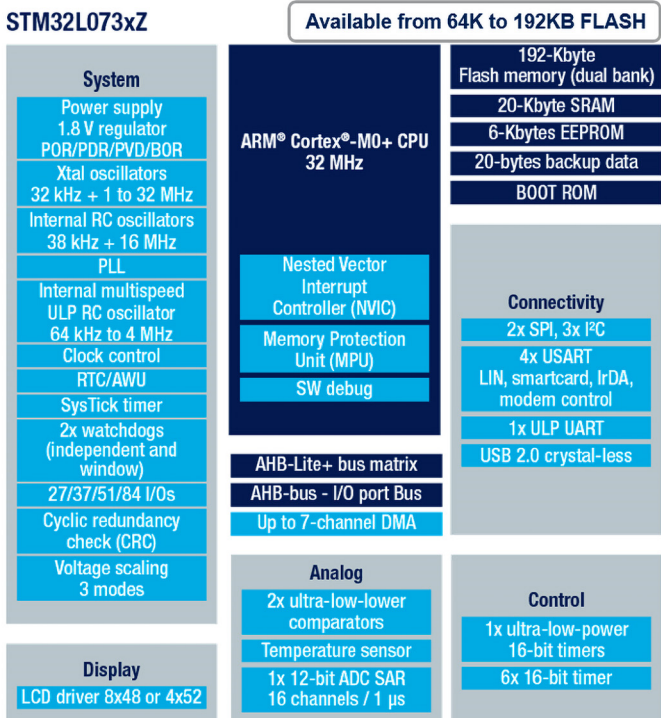 STM32L073xZ
Available from 64K to 192KB FLASH
System
Power supply
1.8 V regulator
POR/PDR/PVD/BOR
Xtal oscillators
32 kHz + 1 to 32 MHz
Internal RC oscillators
38 kHz + 16 MHz
PLL
Internal multispeed
ULP RC oscillator
64 kHz to 4 MHz
Clock control
RTC/AWU
SysTick timer
2x watchdogs
(independent and
window)
27/37/51/84 I/Os
Cyclic redundancy
check (CRC)
Voltage scaling
3 modes
Display
LCD driver 8x48 or 4x52
ARM® Cortex®-M0+ CPU
32 MHz
Nested Vector
Interrupt
Controller (NVIC)
Memory Protection
Unit (MPU)
SW debug
AHB-Lite+ bus matrix
AHB-bus - I/O port Bus
Up to 7-channel DMA
Analog
2x ultra-low-lower
comparators
Temperature sensor
1x 12-bit ADC SAR
16 channels / 1 µs
192-Kbyte
Flash memory (dual bank)
20-Kbyte SRAM
6-Kbytes EEPROM
20-bytes backup data
BOOT ROM
Connectivity
2x SPI, 3x I²C
4x USART
LIN, smartcard, IrDA,
modem control
1x ULP UART
USB 2.0 crystal-less
Control
1x ultra-low-power
16-bit timers
6x 16-bit timer